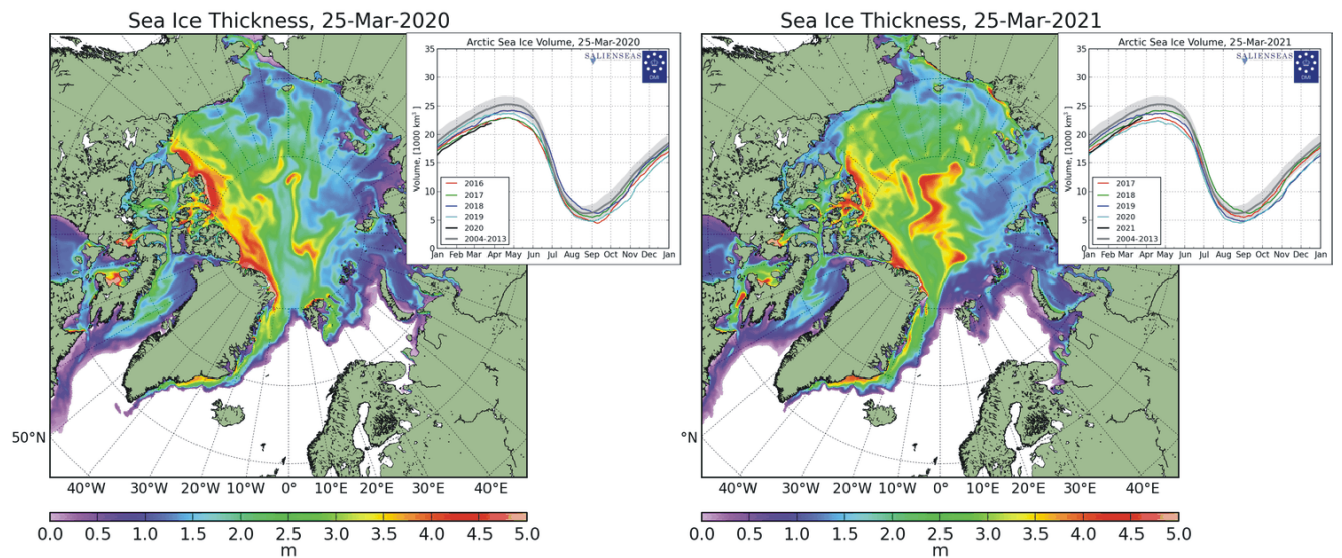 Sea Ice Thickness, 25-Mar-2020
Arctic Sea Ice Volume, 25-Mar-2020
SALIENSEAS
DMI
Volume, [1000 km³]
35
30
25
20
15
10
5
0
2016
2017
2018
2019
2020
2004-2013
Jan Feb Mar Apr May Jun Jul Aug Sep Oct Nov Dec Jan
50°N
40°W 30°W 20°W 10°W 0° 10°E 20°E 30°E 40°E
0.0 0.5 1.0 1.5 2.0 2.5 3.0 3.5 4.0 4.5 5.0
m
Sea Ice Thickness, 25-Mar-2021
Arctic Sea Ice Volume, 25-Mar-2021
SALIENSEAS
DMI
Volume, [1000 km³]
35
30
25
20
15
10
5
0
2017
2018
2019
2020
2021
2004-2013
Jan Feb Mar Apr May Jun Jul Aug Sep Oct Nov Dec Jan
°N
40°W 30°W 20°W 10°W 0° 10°E 20°E 30°E 40°E
0.0 0.5 1.0 1.5 2.0 2.5 3.0 3.5 4.0 4.5 5.0
m